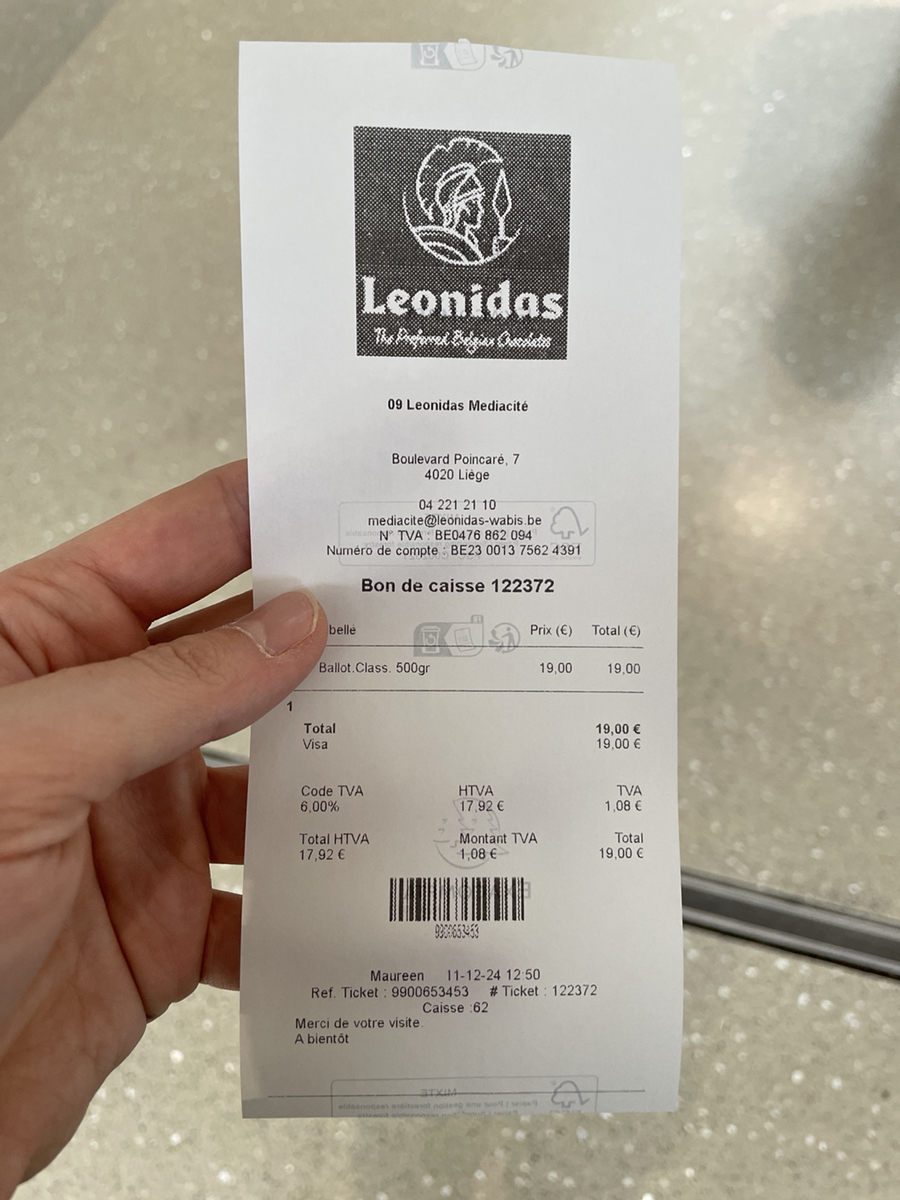 Leonidas
The Preferred Belgian Chocolates
09 Leonidas Mediacité
Boulevard Poincaré, 7
4020 Liège
04 221 21 10
mediacite@leonidas-wabis.be
N° TVA : BE0476 862 094
Numéro de compte : BE23 0013 7562 4391
Bon de caisse 122372
bellé Prix (€) Total (€)
Ballot.Class. 500gr 19,00 19,00
1
Total 19,00 €
Visa 19,00 €
Code TVA HTVA TVA
6,00% 17,92 € 1,08 €
Total HTVA Montant TVA Total
17,92 € 1,08 € 19,00 €
Maureen 11-12-24 12:50
Ref. Ticket : 9900653453 # Ticket : 122372
Caisse :62
Merci de votre visite.
A bientôt
MIXTE